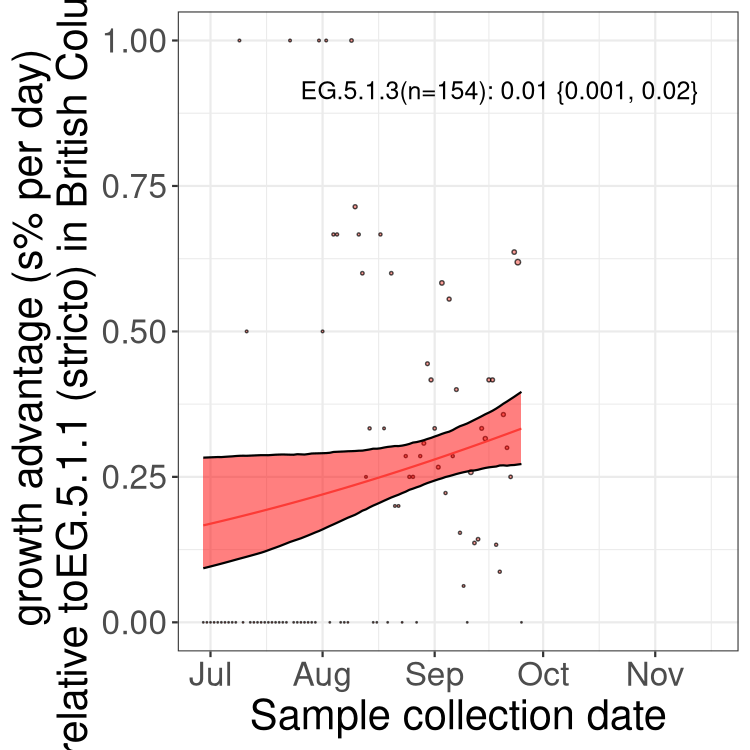 growth advantage (s% per day)
relative toEG.5.1.1 (stricto) in British Colu
1.00
0.75
0.50
0.25
0.00
EG.5.1.3(n=154): 0.01 {0.001, 0.02}
Jul Aug Sep Oct Nov
Sample collection date